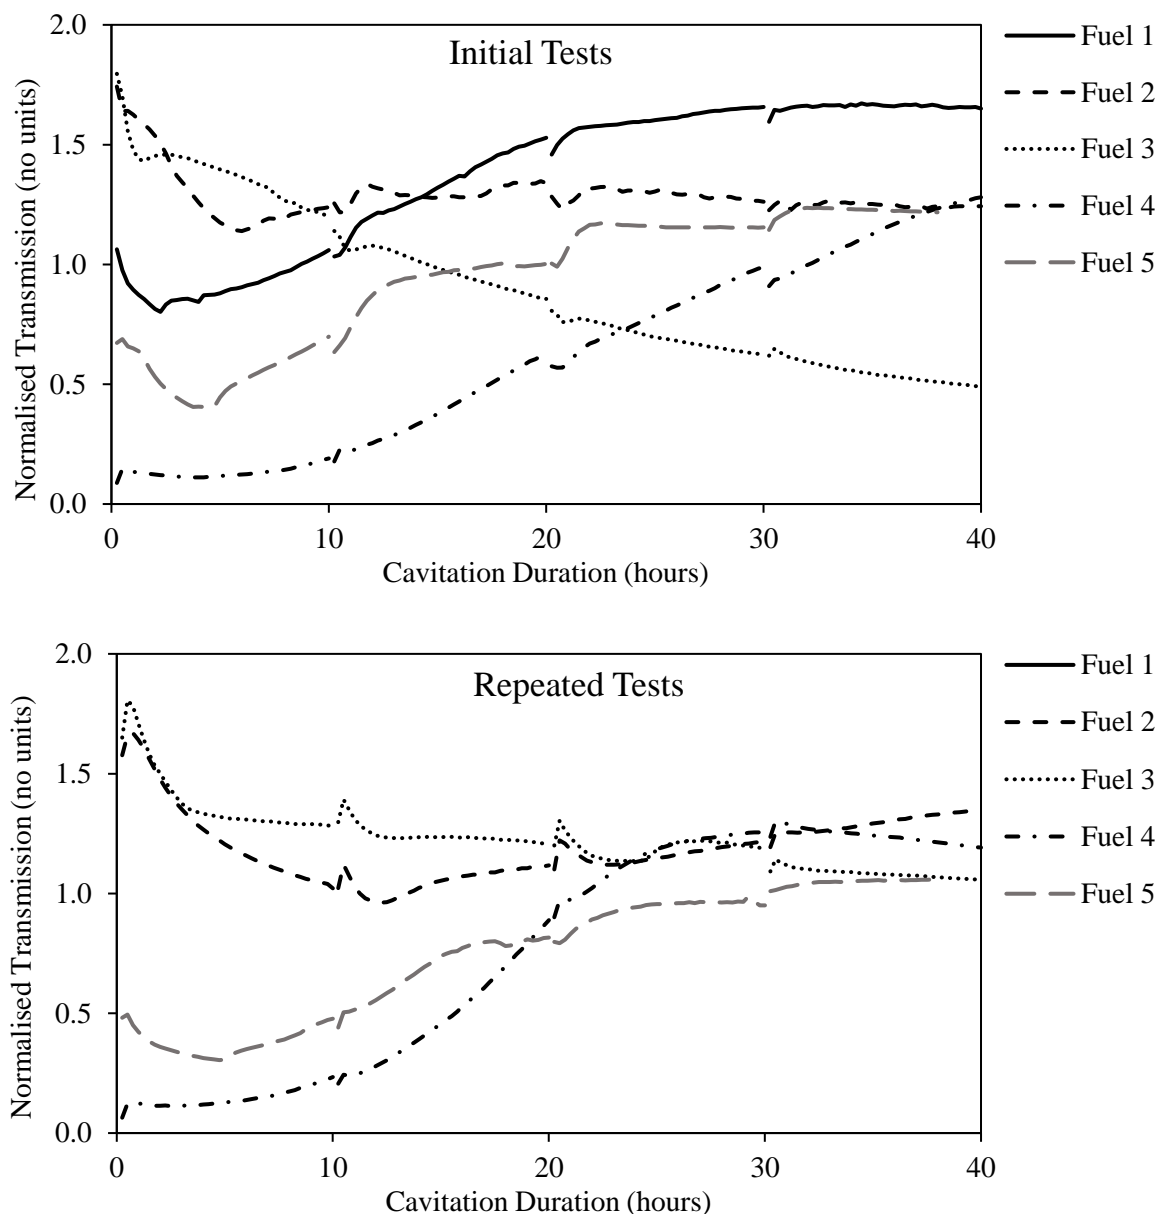 Initial Tests
Normalised Transmission (no units)
2.0
1.5
1.0
0.5
0.0
0
10
20
30
40
Cavitation Duration (hours)
Fuel 1
Fuel 2
Fuel 3
Fuel 4
Fuel 5
Repeated Tests
Normalised Transmission (no units)
2.0
1.5
1.0
0.5
0.0
0
10
20
30
40
Cavitation Duration (hours)
Fuel 1
Fuel 2
Fuel 3
Fuel 4
Fuel 5